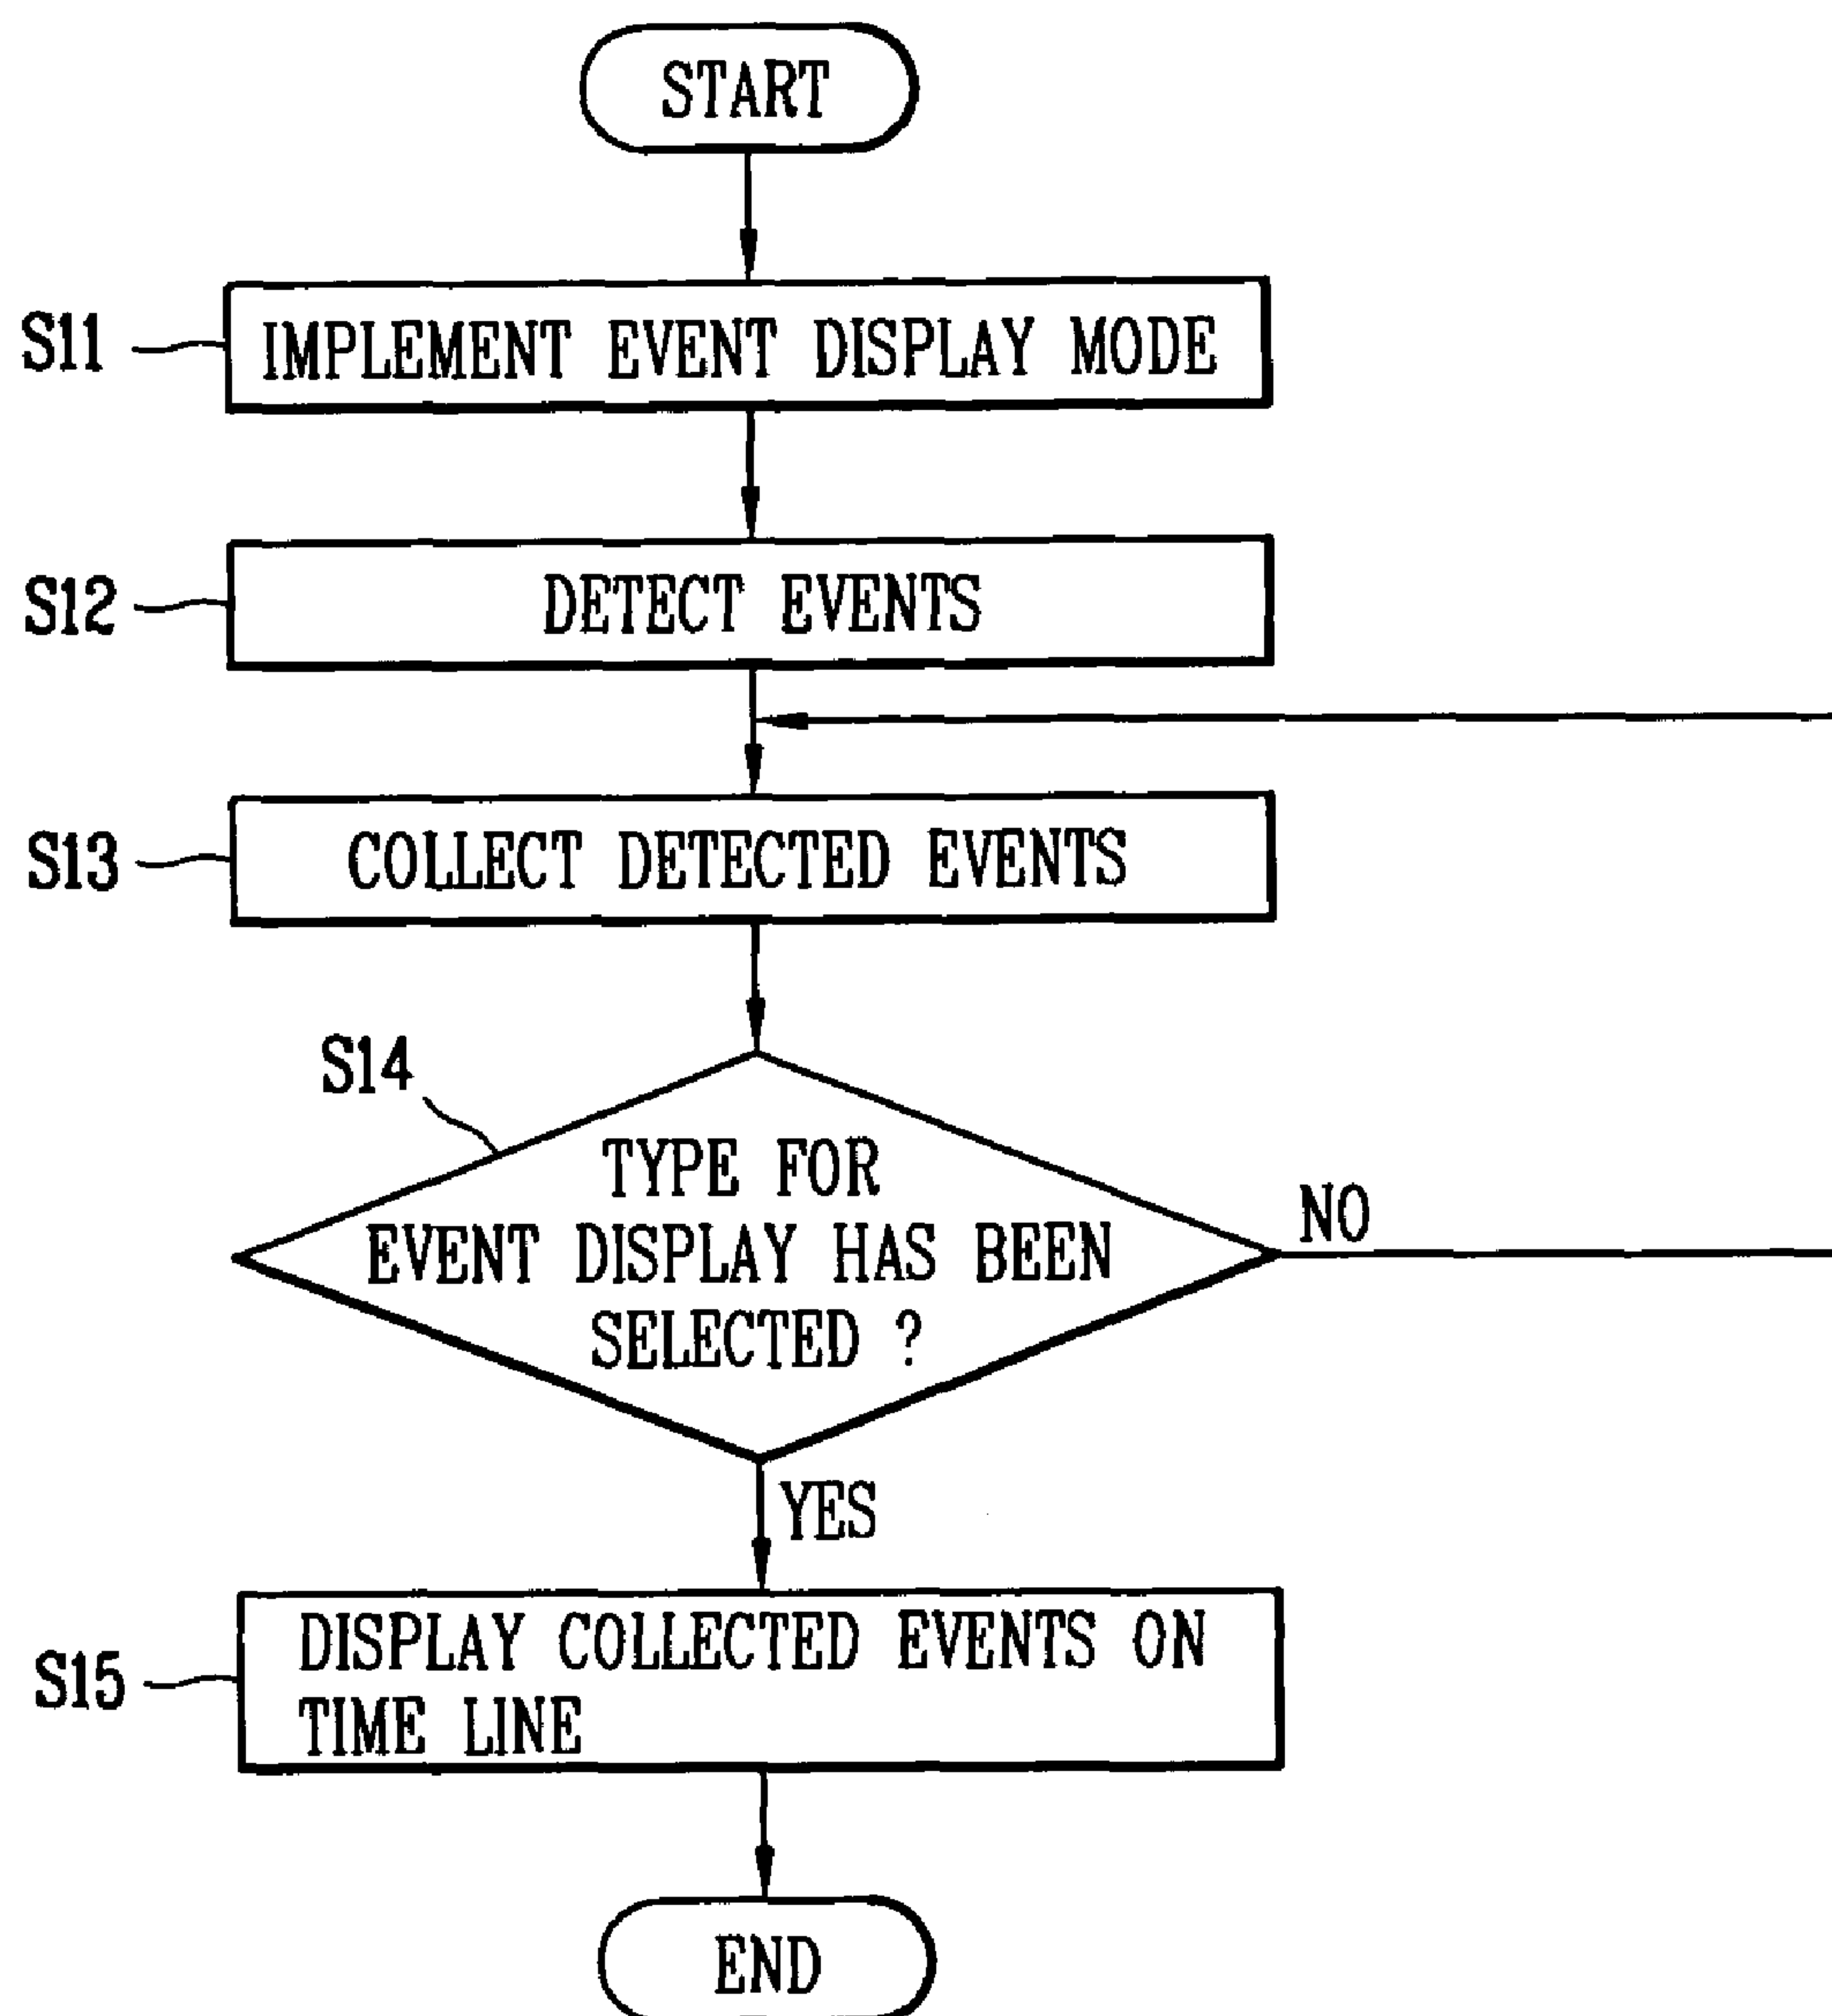 START
S11
IMPLEMENT EVENT DISPLAY MODE
S12
DETECT EVENTS
S13
COLLECT DETECTED EVENTS
S14
TYPE FOR
EVENT DISPLAY HAS BEEN
SELECTED ?
NO
YES
S15
DISPLAY COLLECTED EVENTS ON
TIME LINE
END